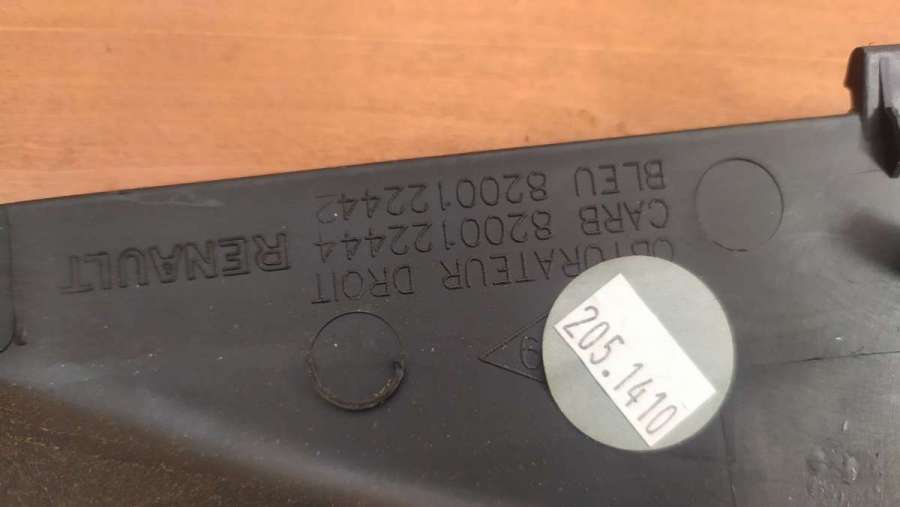 OBTURATEUR DROIT
CARB 8200122444 RENAULT
BLEU 8200122442
205.1410